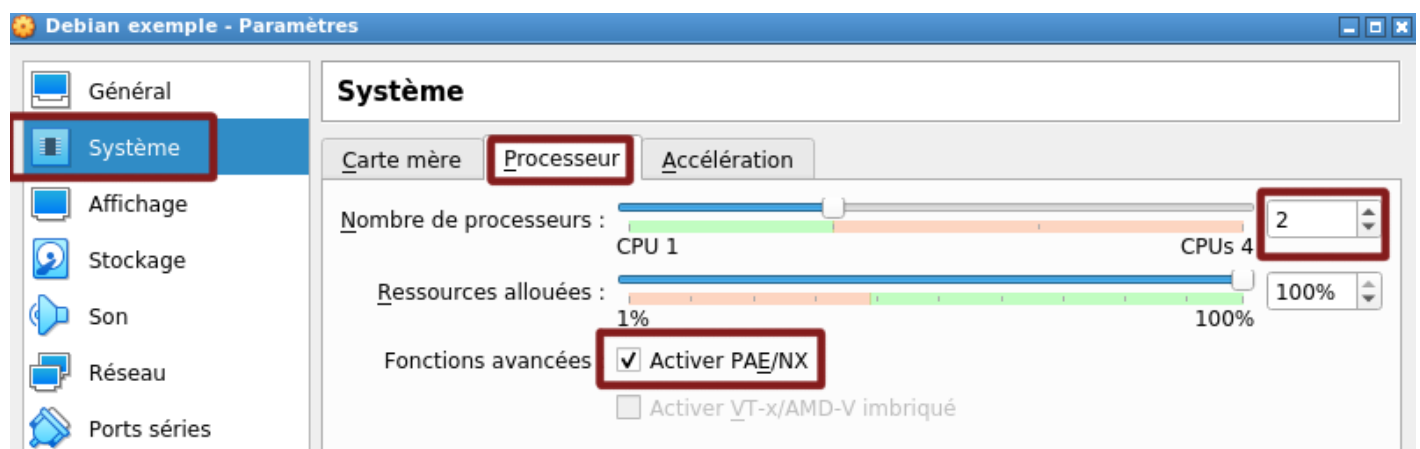 Debian exemple - Paramètres
Général
Système
Affichage
Stockage
Son
Réseau
Ports séries
Système
Carte mère Processeur Accélération
Nombre de processeurs : 2
CPU 1 CPUs 4
Ressources allouées : 100%
1% 100%
Fonctions avancées Activer PAE/NX
Activer VT-x/AMD-V imbriqué